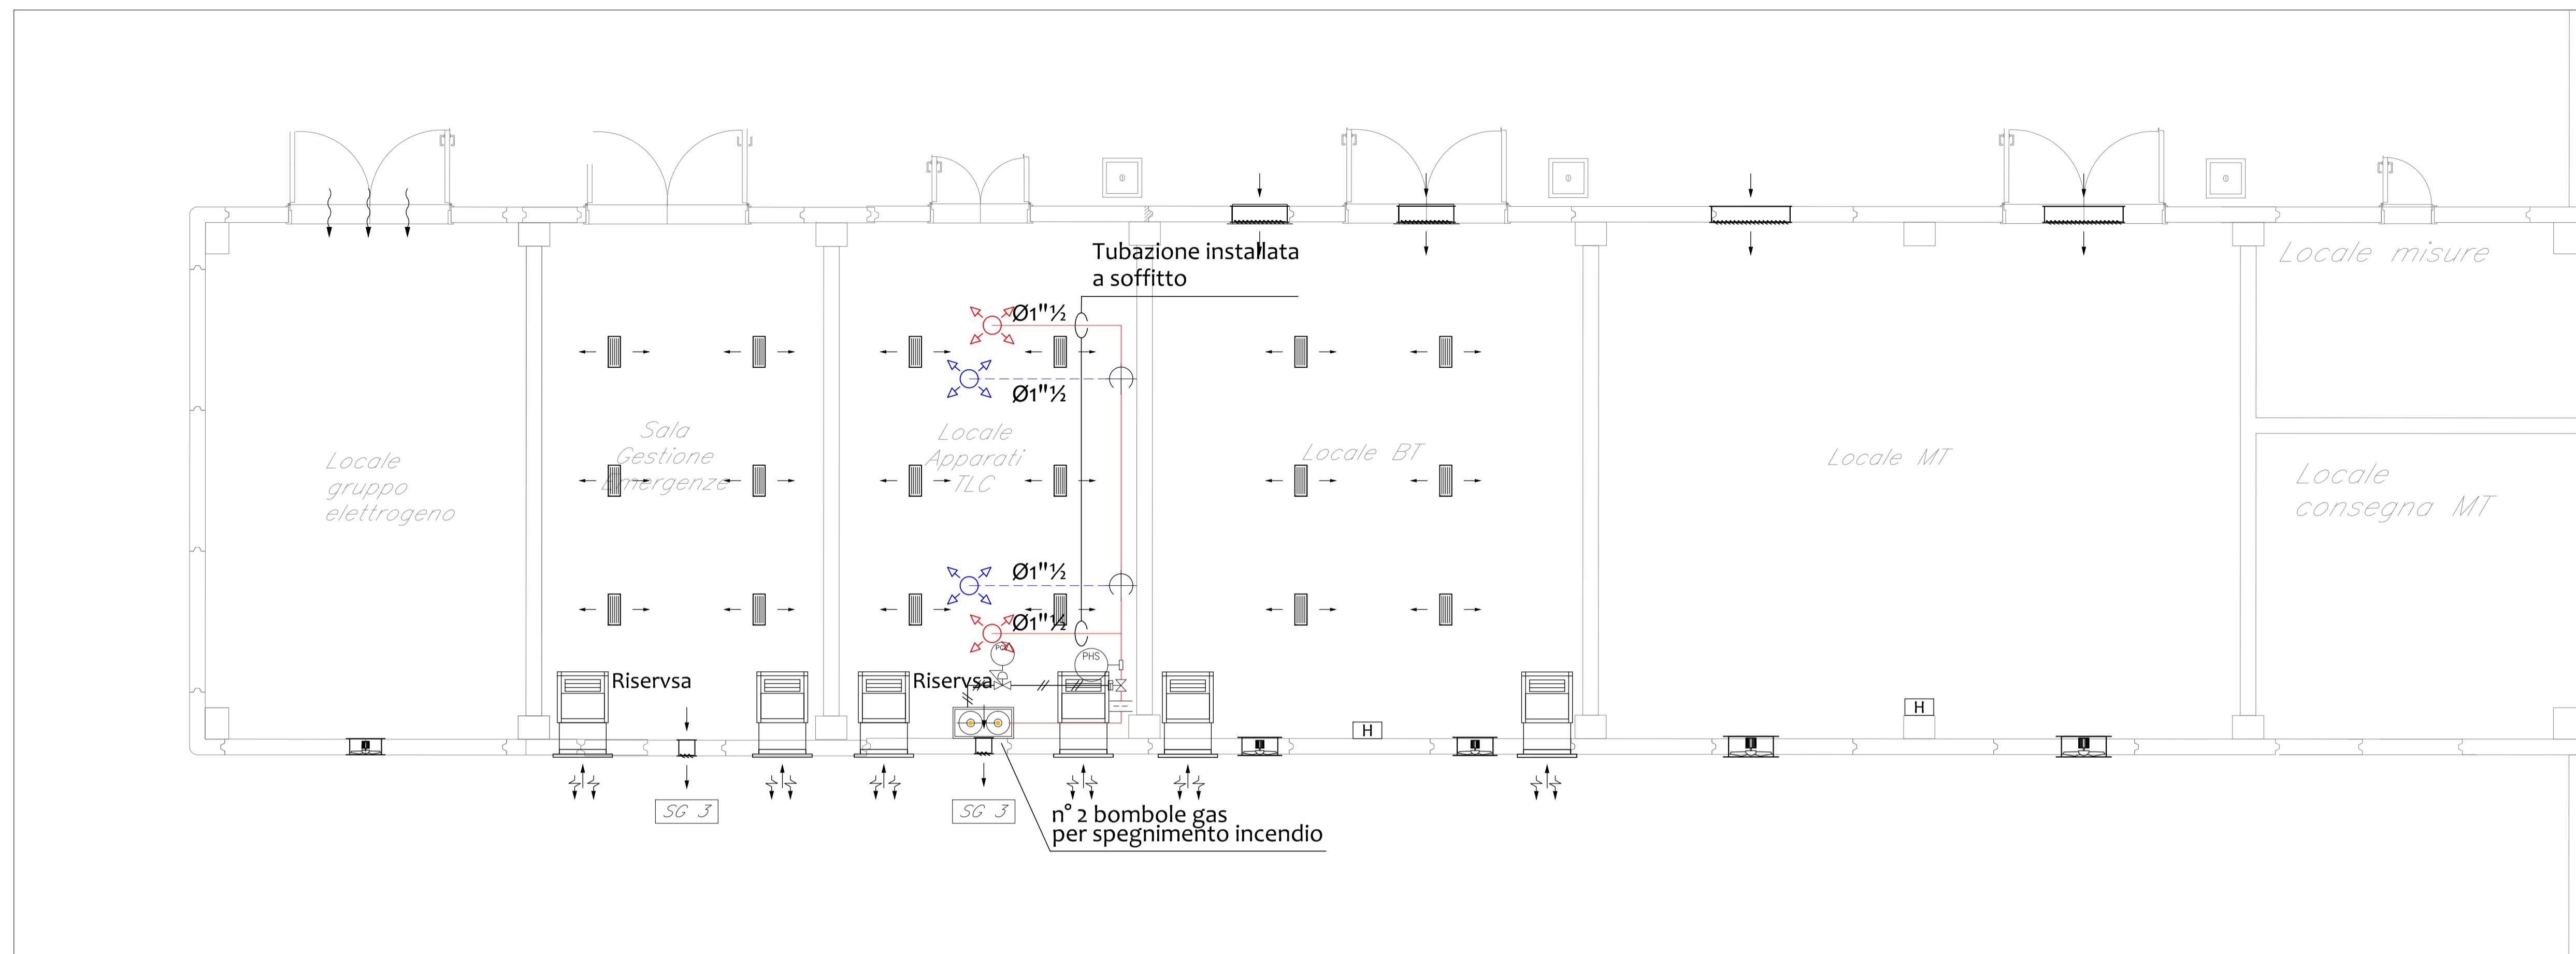 Tubazione installata
a soffitto
Locale misure
Ø1"½
Ø1"½
Locale
gruppo
elettrogeno
Sala
Gestione
Emergenze
Locale
Apparati
TLC
Locale BT
Locale MT
Locale
consegna MT
Ø1"½
Ø1"½
PHS
Riservsa
Riservsa
H
H
SG 3
SG 3
n° 2 bombole gas
per spegnimento incendio